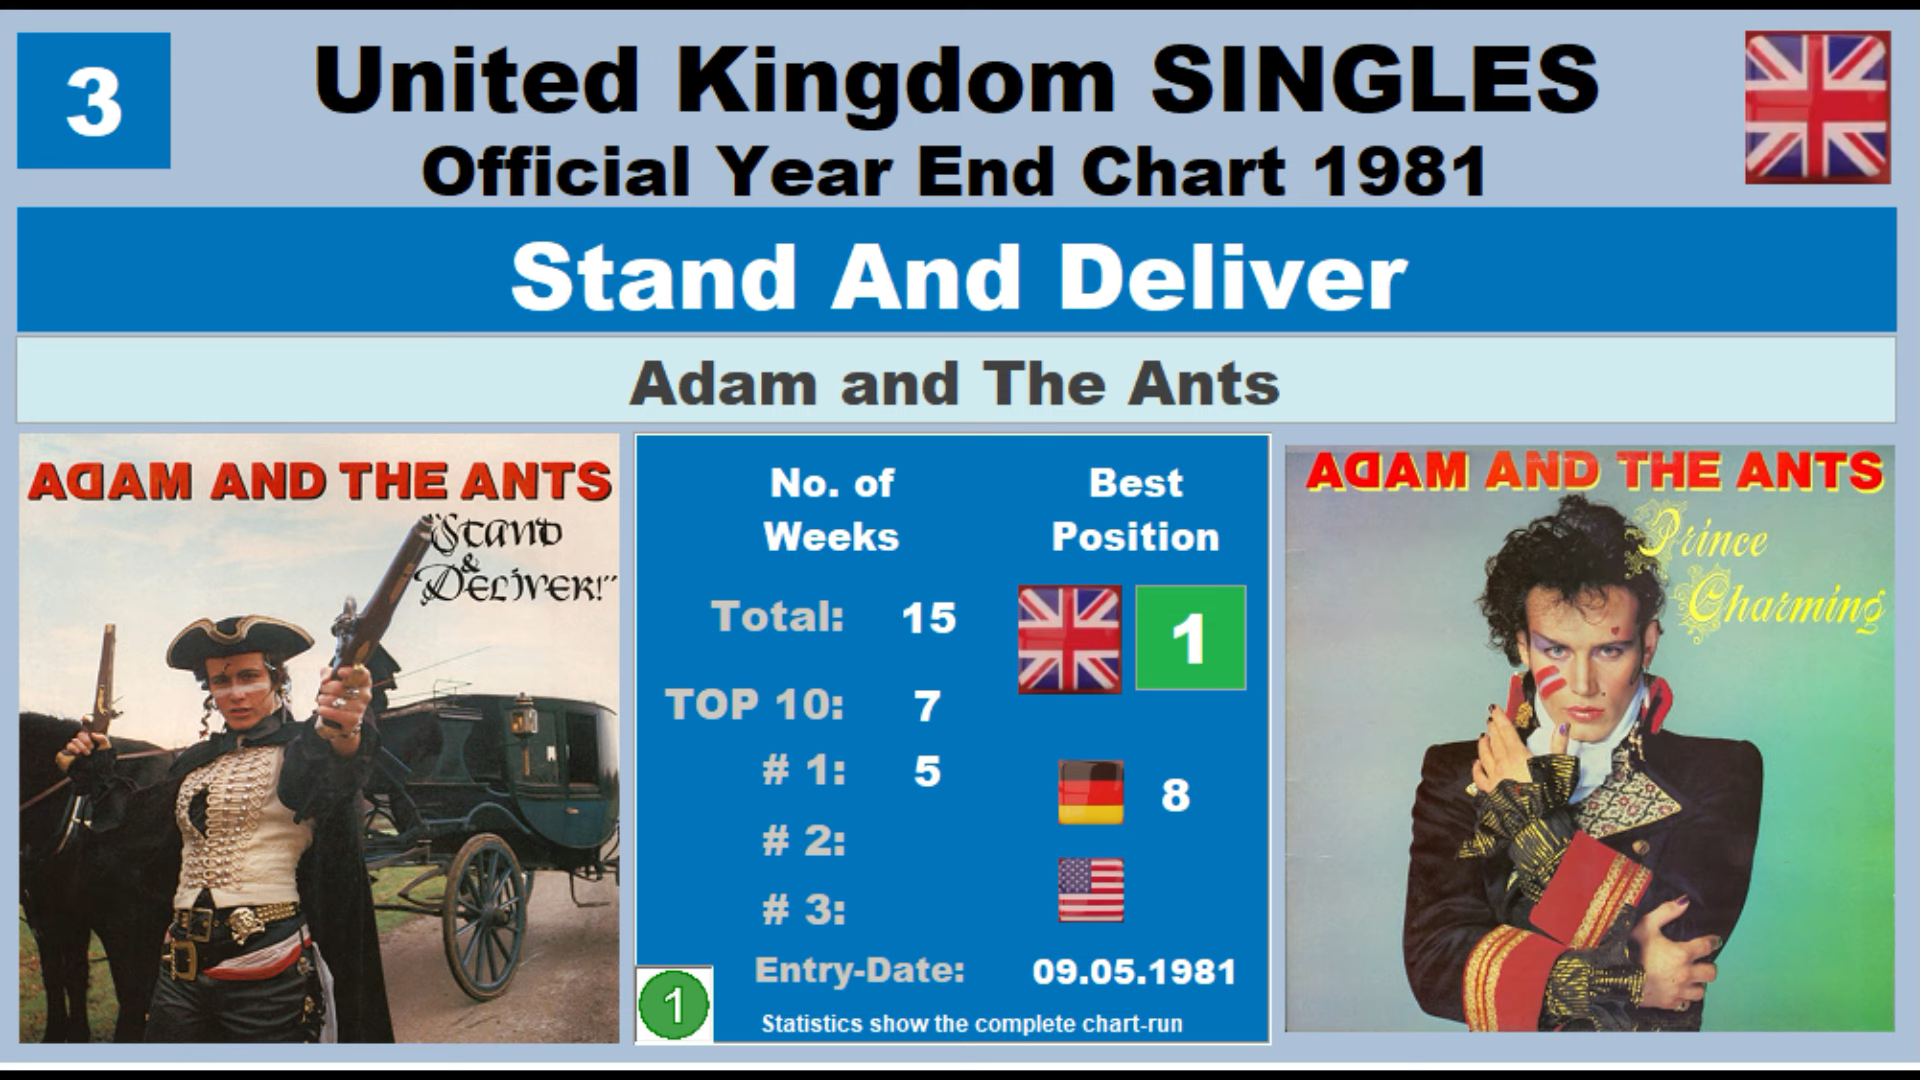 3
United Kingdom SINGLES
Official Year End Chart 1981
Stand And Deliver
Adam and The Ants
ADAM AND THE ANTS
"Stand
&
Deliver!"
No. of Weeks
Best Position
Total: 15
1
TOP 10: 7
# 1: 5
8
# 2:
# 3:
Entry-Date: 09.05.1981
1
Statistics show the complete chart-run
ADAM AND THE ANTS
Prince
Charming